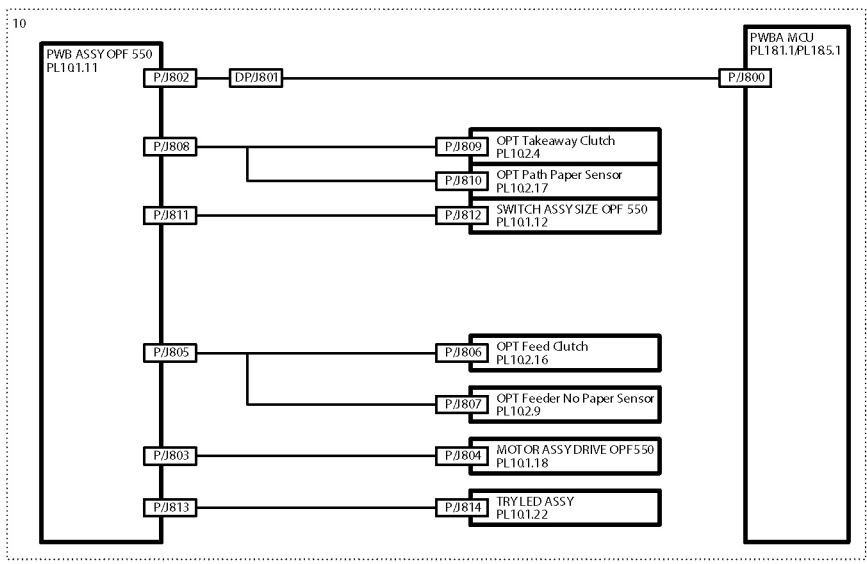 10
PWB ASSY OPF 550
PL10.1.11
PWBA MCU
PL18.1.1/PL18.5.1
P/J802
DP/J801
P/J800
P/J808
P/J809
OPT Takeaway Clutch
PL10.2.4
P/J810
OPT Path Paper Sensor
PL10.2.17
P/J811
P/J812
SWITCH ASSY SIZE OPF 550
PL10.1.12
P/J805
P/J806
OPT Feed Clutch
PL10.2.16
P/J807
OPT Feeder No Paper Sensor
PL10.2.9
P/J803
P/J804
MOTOR ASSY DRIVE OPF550
PL10.1.18
P/J813
P/J814
TRY LED ASSY
PL10.1.22